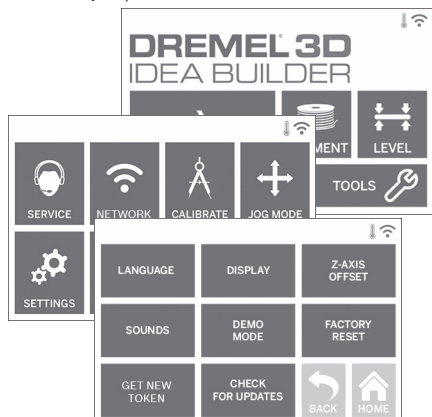 DREMEL 3D
IDEA BUILDER
MENT
LEVEL
TOOLS
SERVICE
NETWORK
CALIBRATE
JOG MODE
SETTINGS
LANGUAGE
DISPLAY
Z-AXIS
OFFSET
SOUNDS
DEMO
MODE
FACTORY
RESET
GET NEW
TOKEN
CHECK
FOR UPDATES
BACK
HOME